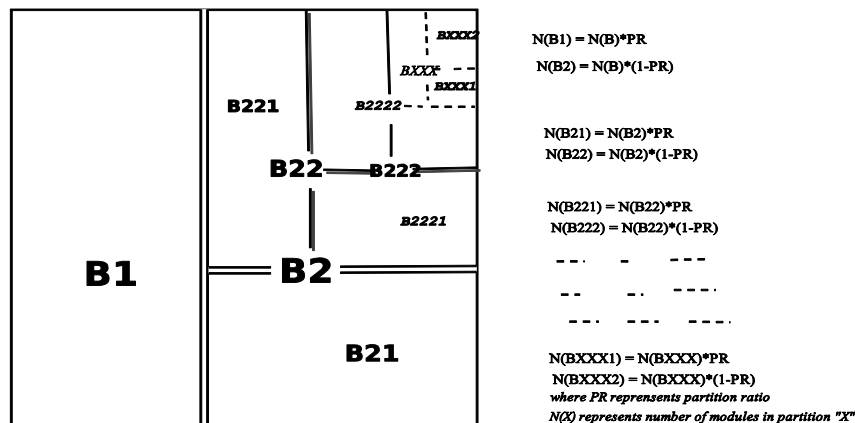 BXXX2
N(B1) = N(B)*PR
BXXX
N(B2) = N(B)*(1-PR)
BXXX1
B221
B2222
N(B21) = N(B2)*PR
N(B22) = N(B2)*(1-PR)
B22
B222
N(B221) = N(B22)*PR
B2221
N(B222) = N(B22)*(1-PR)
B1
B2
B21
N(BXXX1) = N(BXXX)*PR
N(BXXX2) = N(BXXX)*(1-PR)
where PR reprensents partition ratio
N(X) represents number of modules in partition "X"